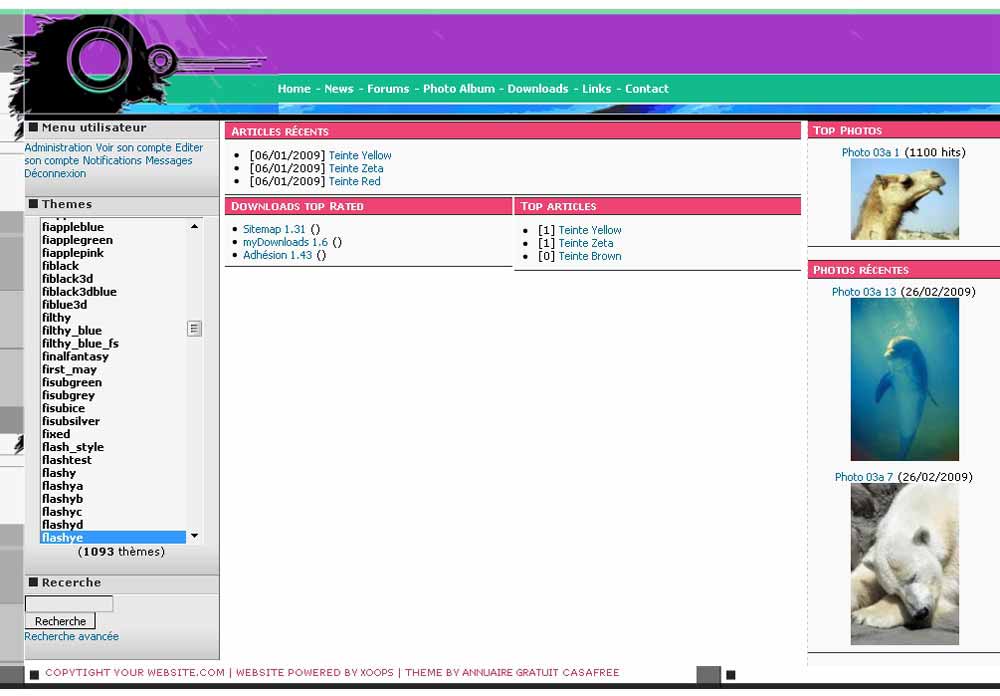 Home - News - Forums - Photo Album - Downloads - Links - Contact
Menu utilisateur
Administration Voir son compte Editer
son compte Notifications Messages
Déconnexion
Themes
fiappleblue
fiapplegreen
fiapplepink
fiblack
fiblack3d
fiblack3dblue
fiblue3d
filthy
filthy_blue
filthy_blue_fs
finalfantasy
first_may
fisubgreen
fisubgrey
fisubice
fisubsilver
fixed
flash_style
flashtest
flashy
flashya
flashyb
flashyc
flashyd
flashye
(1093 thèmes)
Recerche
Recherche
Recherche avancée
Articles récents
[06/01/2009] Teinte Yellow
[06/01/2009] Teinte Zeta
[06/01/2009] Teinte Red
Downloads top Rated
Sitemap 1.31 ()
myDownloads 1.6 ()
Adhésion 1.43 ()
Top articles
[1] Teinte Yellow
[1] Teinte Zeta
[0] Teinte Brown
Top Photos
Photo 03a 1 (1100 hits)
Photos récentes
Photo 03a 13 (26/02/2009)
Photo 03a 7 (26/02/2009)
COPYTIGHT YOUR WEBSITE.COM | WEBSITE POWERED BY XOOPS | THEME BY ANNUAIRE GRATUIT CASAFREE